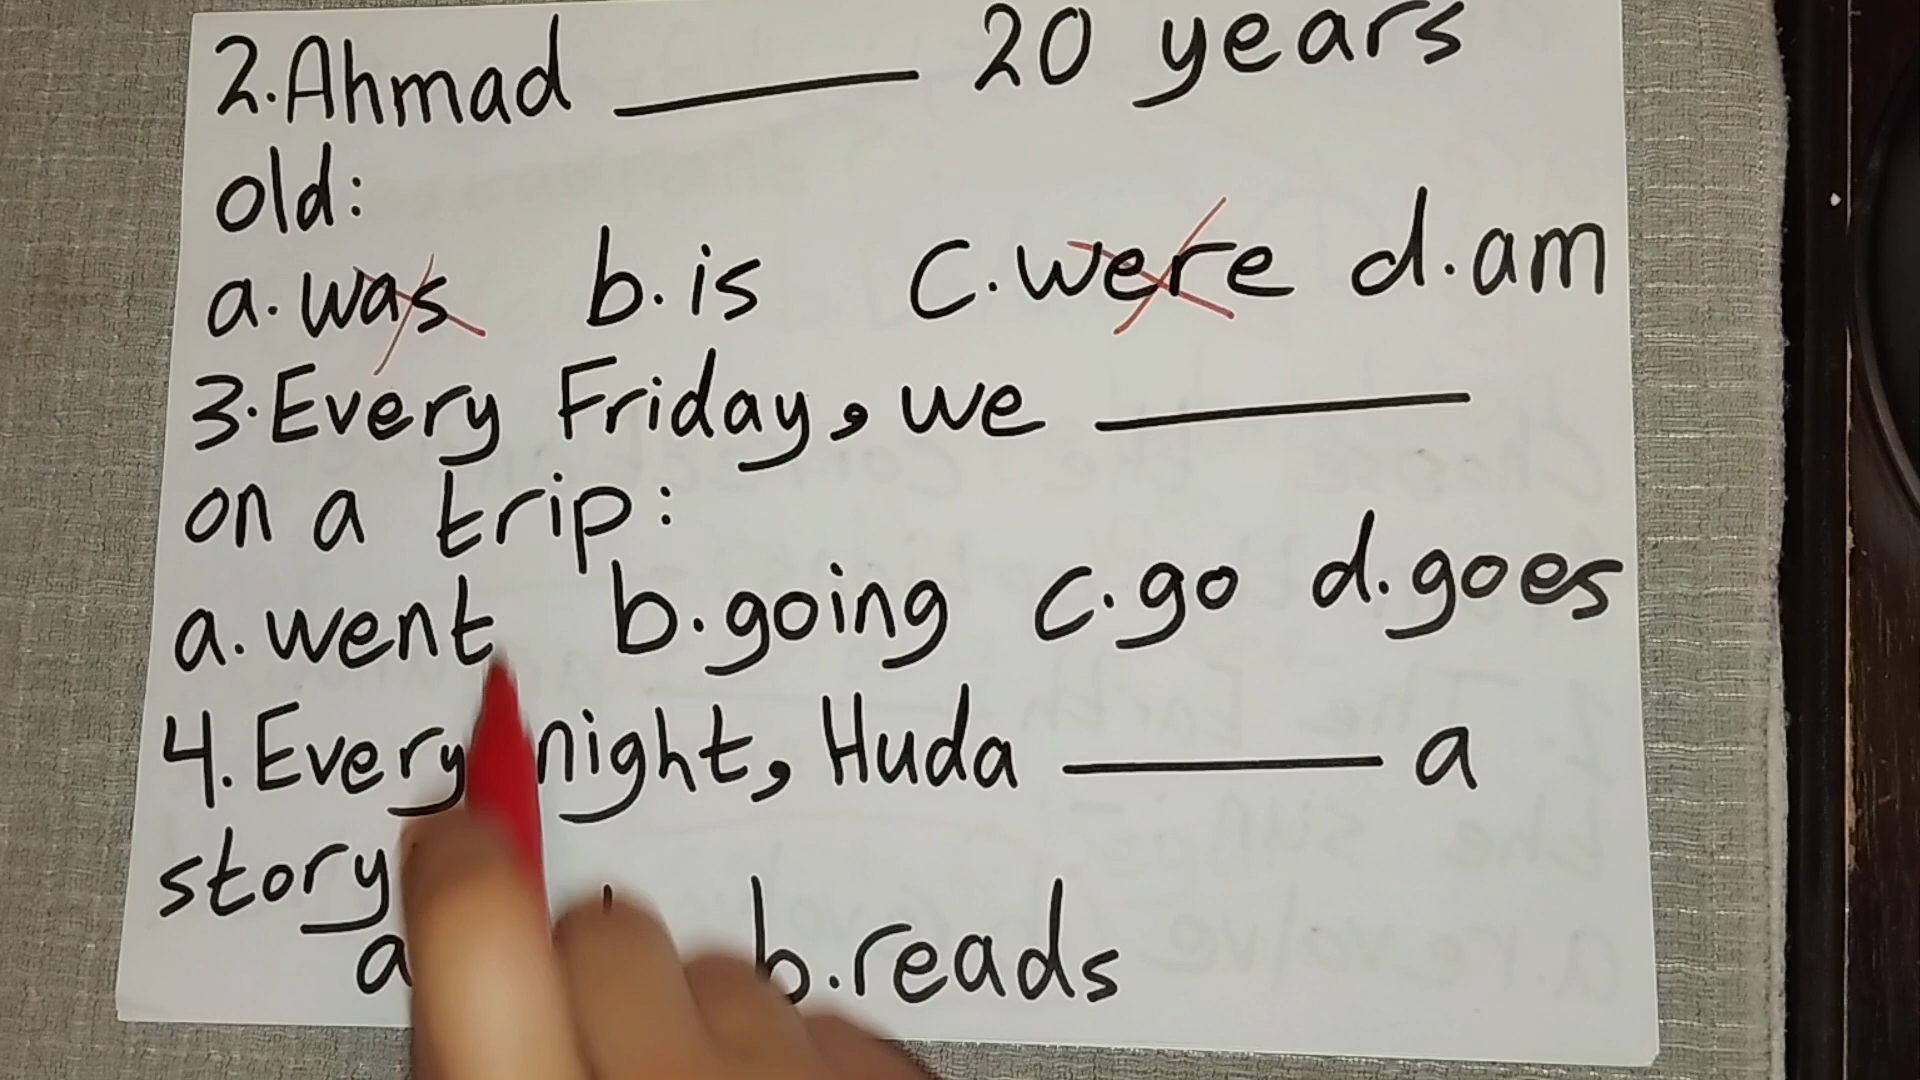 2.Ahmad ______ 20 years
old:
a.was b.is c.were d.am
3.Every Friday, we ______
on a trip:
a.went b.going c.go d.goes
4.Every night, Huda ______ a
story
a b.reads